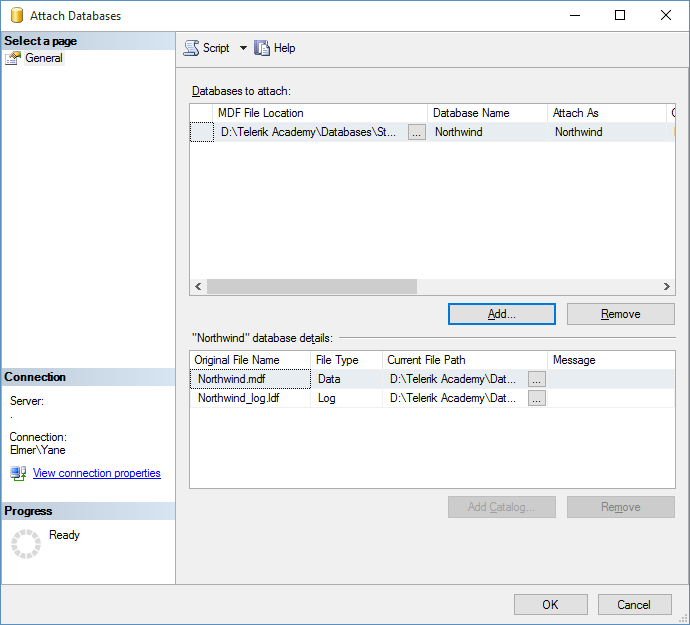 Attach Databases
Select a page
General
Script Help
Databases to attach:
MDF File Location Database Name Attach As
D:\Telerik Academy\Databases\St... ... Northwind Northwind
Add... Remove
"Northwind" database details:
Original File Name File Type Current File Path Message
Northwind.mdf Data D:\Telerik Academy\Dat... ...
Northwind_log.ldf Log D:\Telerik Academy\Dat... ...
Add Catalog... Remove
Connection
Server:
.
Connection:
Elmer\Yane
View connection properties
Progress
Ready
OK Cancel